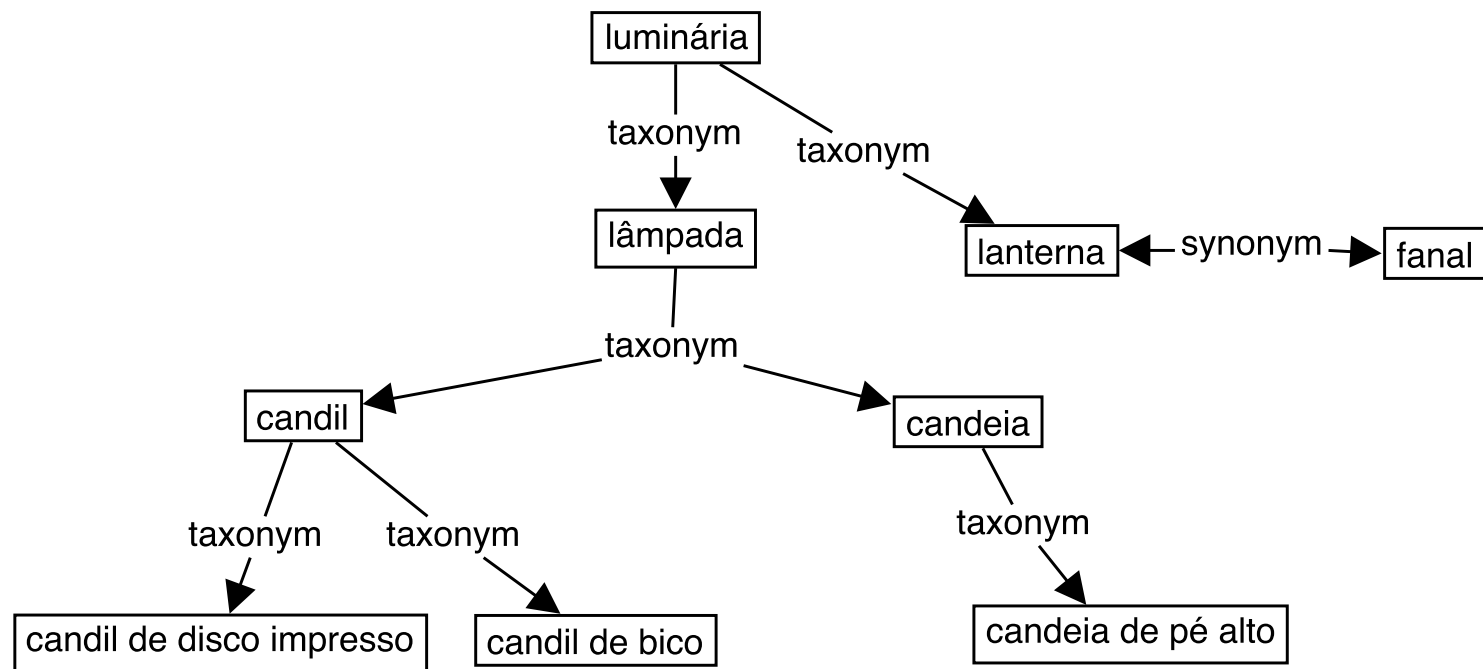 luminária
taxonym
taxonym
lâmpada
lanterna
synonym
fanal
taxonym
candil
candeia
taxonym
taxonym
taxonym
candil de disco impresso
candil de bico
candeia de pé alto